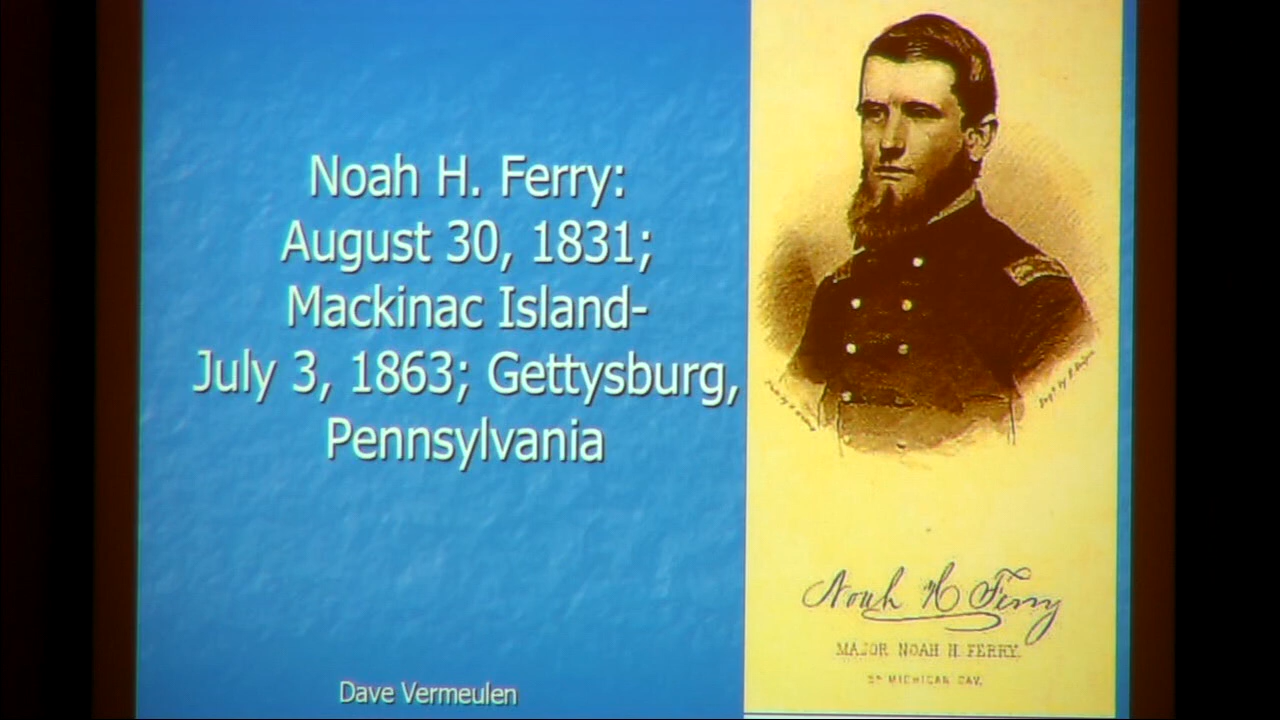 Noah H. Ferry:
August 30, 1831;
Mackinac Island-
July 3, 1863; Gettysburg,
Pennsylvania
Dave Vermeulen
Noah H Ferry
MAJOR NOAH H. FERRY.
5th MICHIGAN CAV.